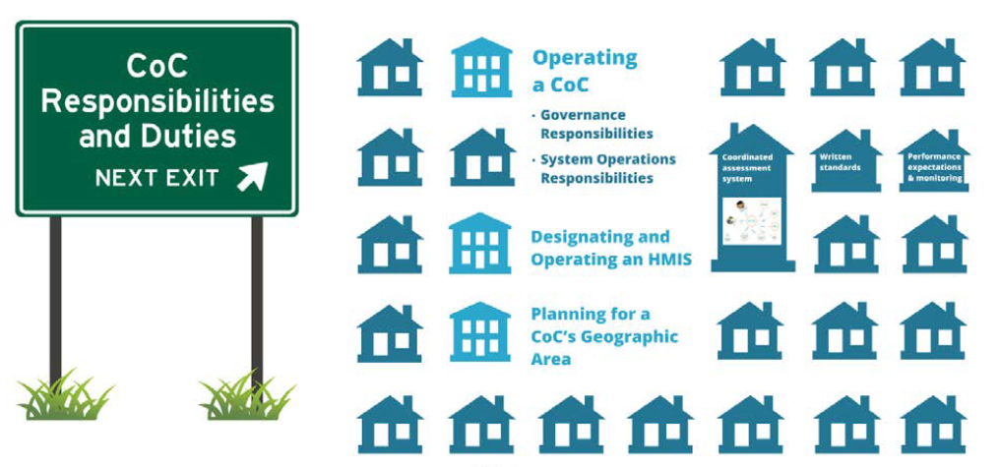 CoC
Responsibilities
and Duties
NEXT EXIT
Operating
a CoC
· Governance
Responsibilities
· System Operations
Responsibilities
Designating and
Operating an HMIS
Planning for a
CoC’s Geographic
Area
Coordinated
assessment
system
Written
standards
Performance
expectations
& monitoring